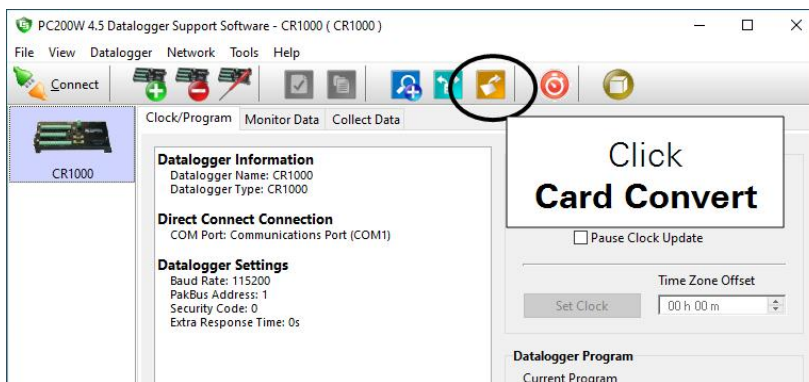 PC200W 4.5 Datalogger Support Software - CR1000 ( CR1000 )
File View Datalogger Network Tools Help
Connect
CR1000
Clock/Program Monitor Data Collect Data
Datalogger Information
Datalogger Name: CR1000
Datalogger Type: CR1000
Direct Connect Connection
COM Port: Communications Port (COM1)
Datalogger Settings
Baud Rate: 115200
PakBus Address: 1
Security Code: 0
Extra Response Time: 0s
Click
Card Convert
Pause Clock Update
Time Zone Offset
Set Clock 00 h 00 m
Datalogger Program
Current Program